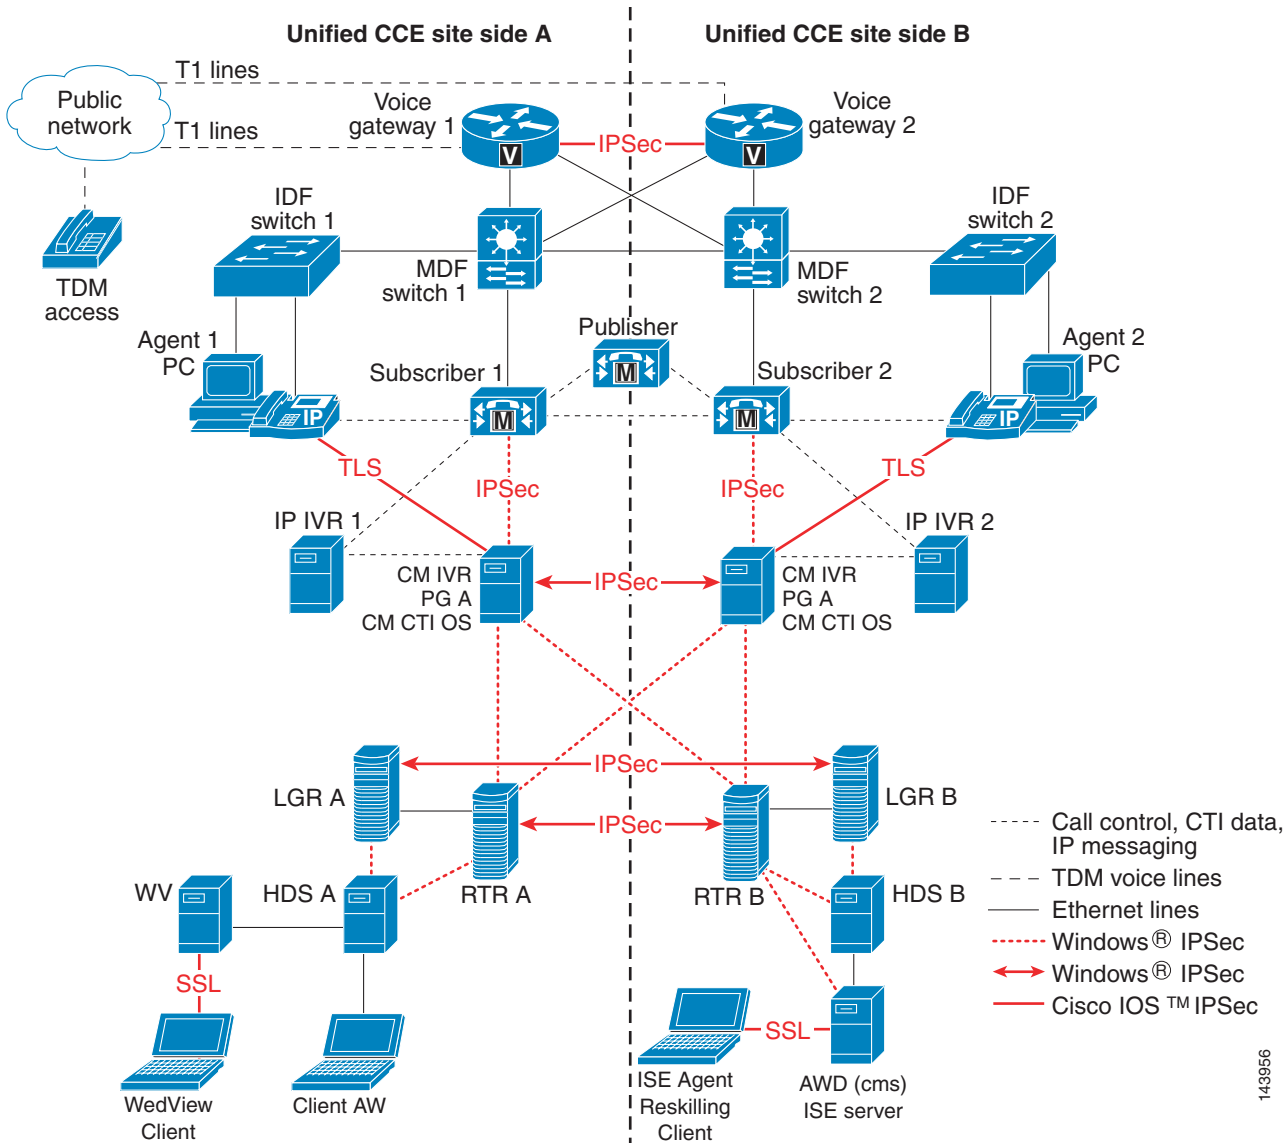 Unified CCE site side A
Unified CCE site side B
T1 lines
Public
network
T1 lines
Voice
gateway 1
Voice
gateway 2
IPSec
V
V
IDF
switch 1
IDF
switch 2
TDM
access
MDF
switch 1
MDF
switch 2
Agent 1
PC
Publisher
Agent 2
PC
Subscriber 1
Subscriber 2
M
IP
M
M
IP
TLS
IPSec
IPSec
TLS
IP IVR 1
IP IVR 2
CM IVR
PG A
CM CTI OS
IPSec
CM IVR
PG A
CM CTI OS
IPSec
LGR A
LGR B
IPSec
RTR A
RTR B
WV
HDS A
HDS B
SSL
SSL
WedView
Client
Client AW
ISE Agent
Reskilling
Client
AWD (cms)
ISE server
Call control, CTI data,
IP messaging
TDM voice lines
Ethernet lines
Windows ® IPSec
Windows ® IPSec
Cisco IOS ™ IPSec
143956